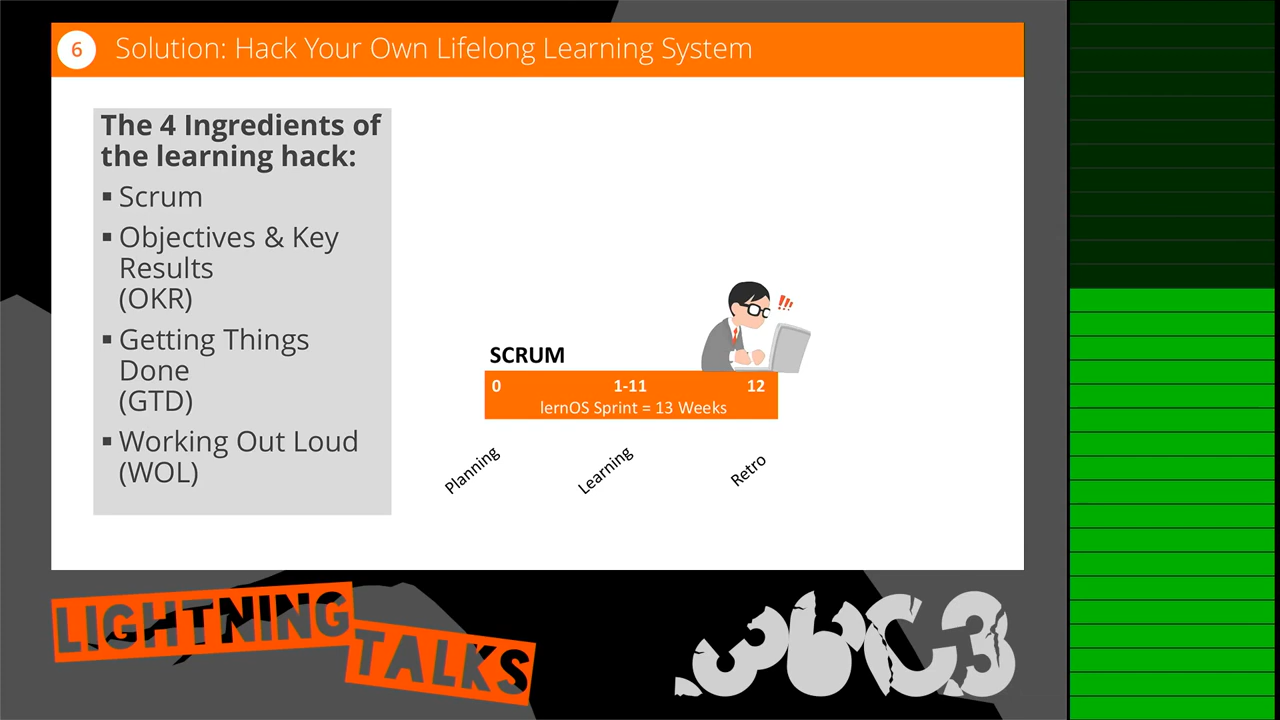 6
Solution: Hack Your Own Lifelong Learning System
The 4 Ingredients of
the learning hack:
▪ Scrum
▪ Objectives & Key
Results
(OKR)
▪ Getting Things
Done
(GTD)
▪ Working Out Loud
(WOL)
!!!
SCRUM
0 1-11 12
lernOS Sprint = 13 Weeks
Planning
Learning
Retro
LIGHTNING
TALKS
.36C3